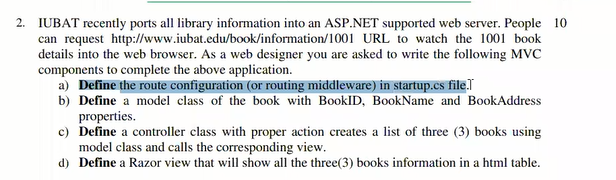 2. IUBAT recently ports all library information into an ASP.NET supported web server. People 10
can request http://www.iubat.edu/book/information/1001 URL to watch the 1001 book
details into the web browser. As a web designer you are asked to write the following MVC
components to complete the above application.
a) Define the route configuration (or routing middleware) in startup.cs file.
b) Define a model class of the book with BookID, BookName and BookAddress
properties.
c) Define a controller class with proper action creates a list of three (3) books using
model class and calls the corresponding view.
d) Define a Razor view that will show all the three(3) books information in a html table.